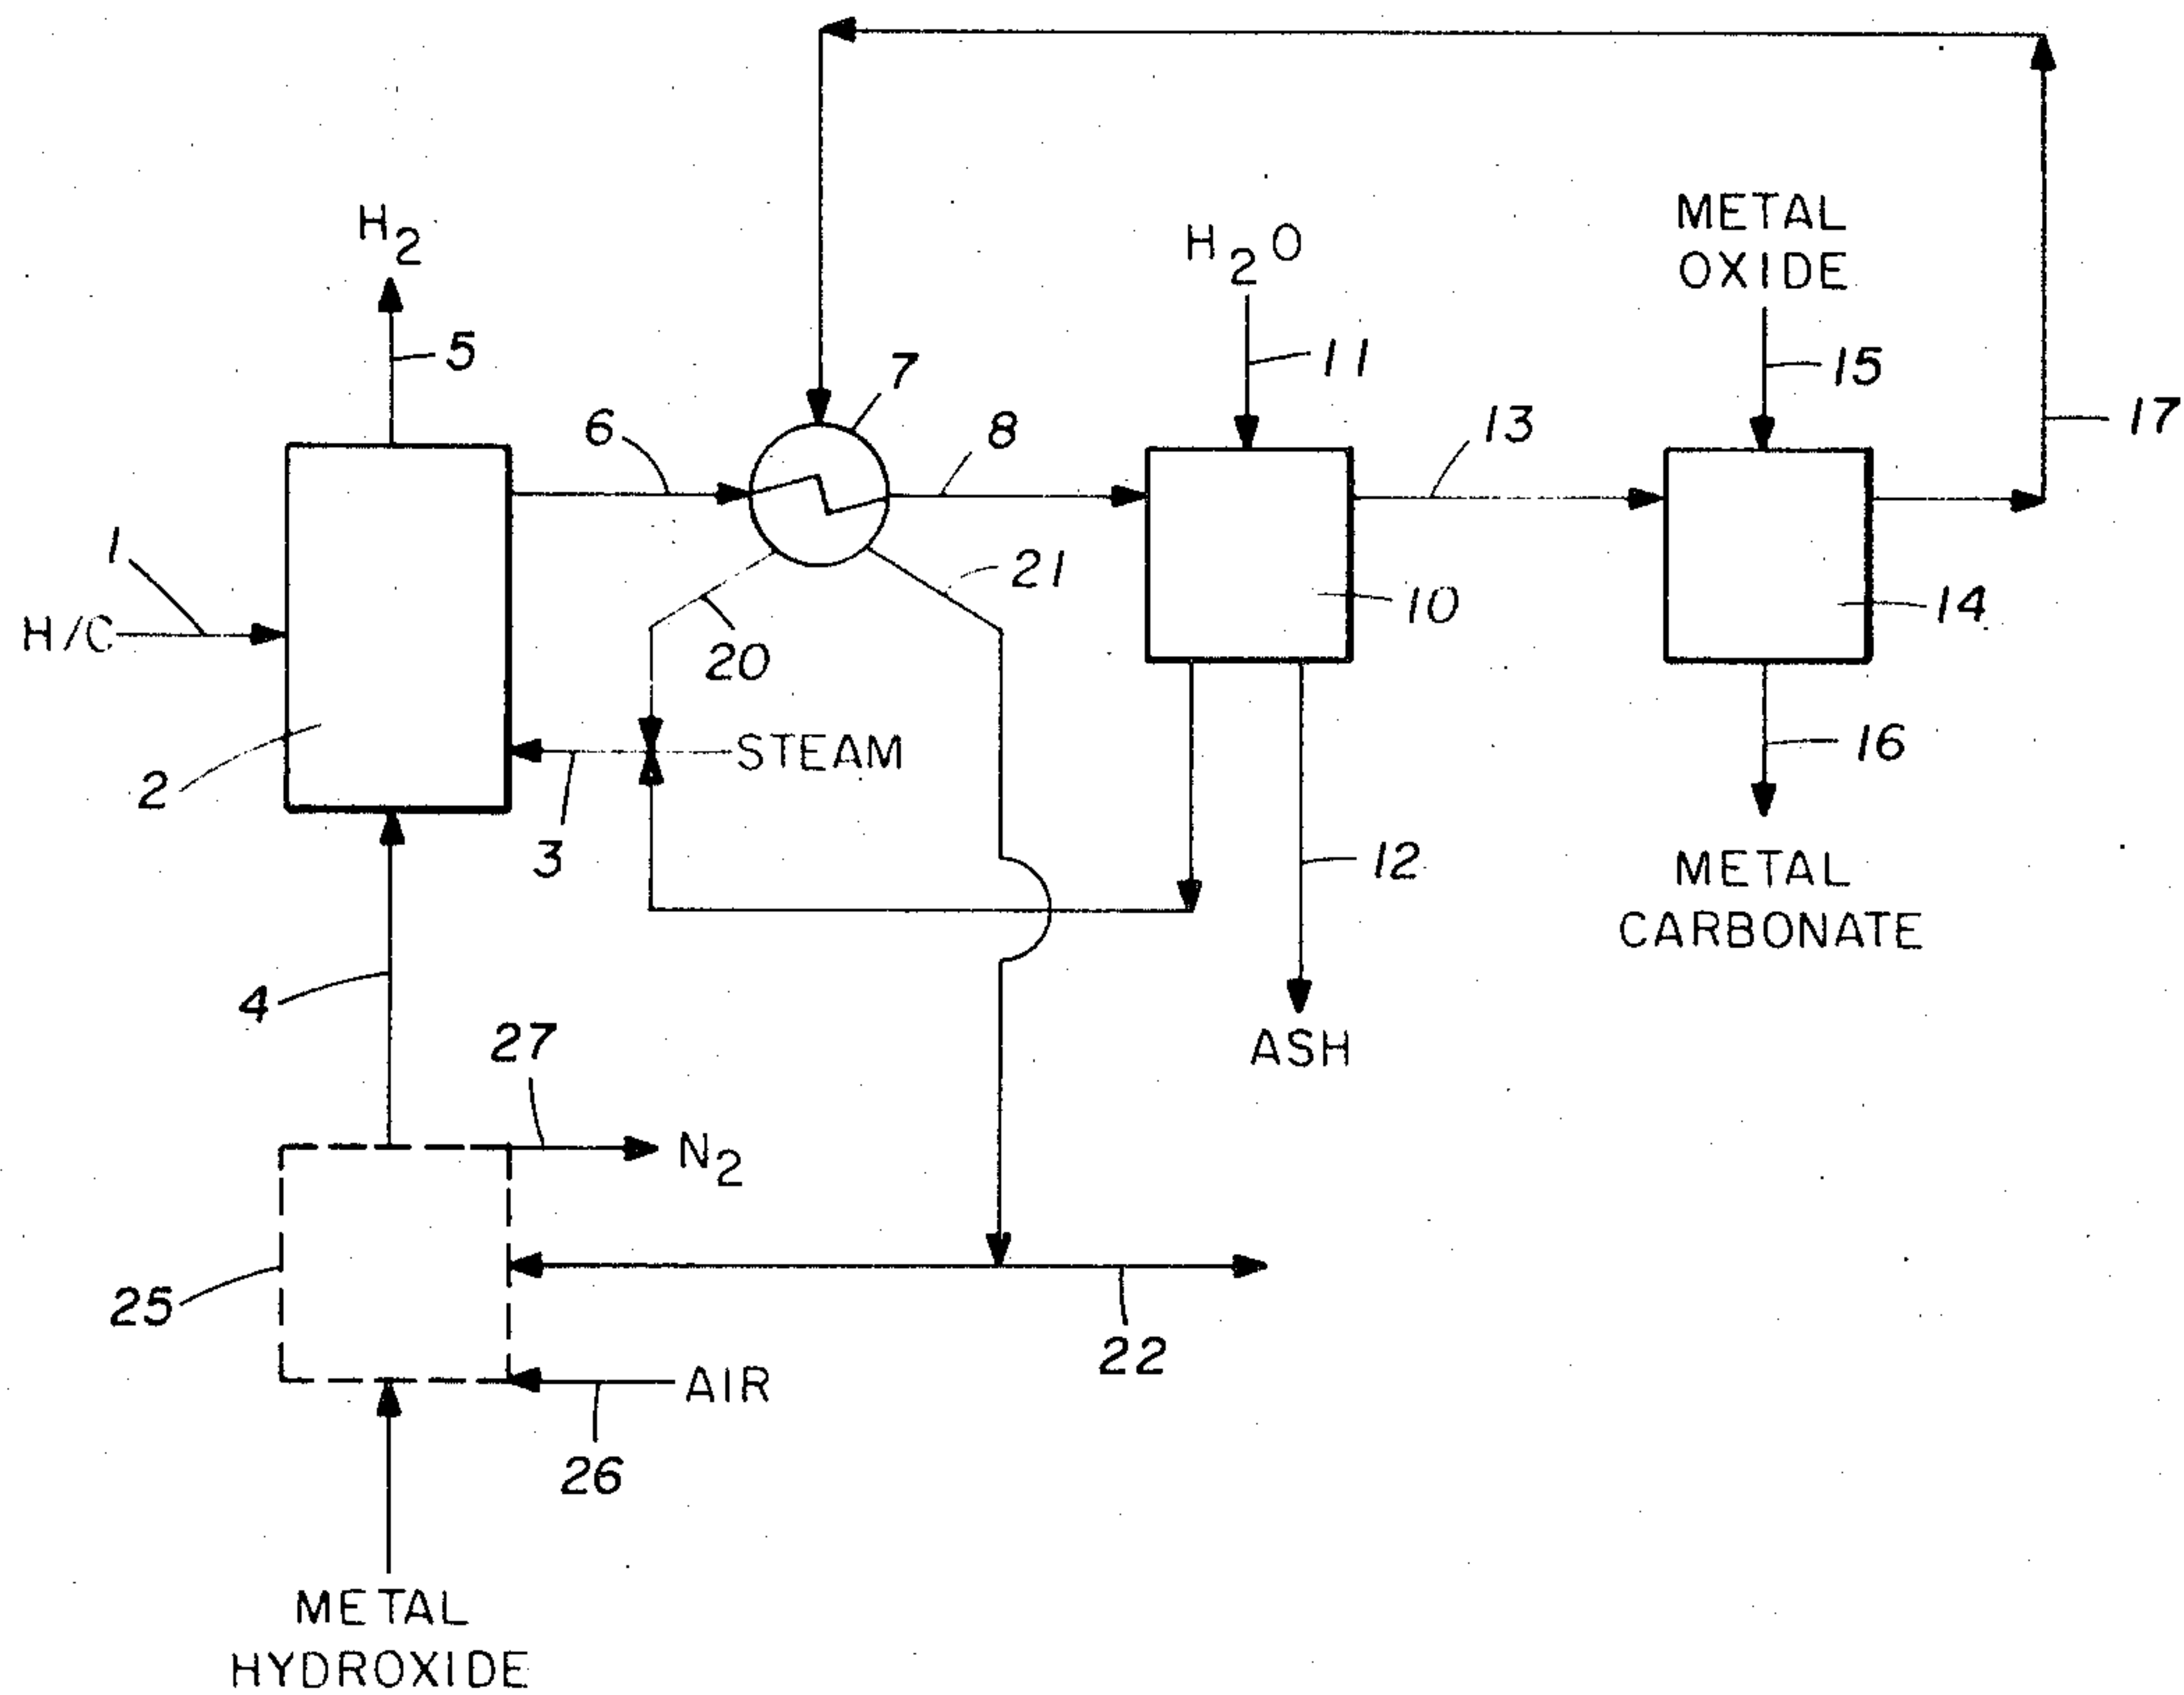 H2
5
H/C
1
2
6
7
8
H2O
11
METAL
OXIDE
15
13
17
10
14
20
21
STEAM
3
12
16
METAL
CARBONATE
ASH
4
27
N2
25
22
AIR
26
METAL
HYDROXIDE